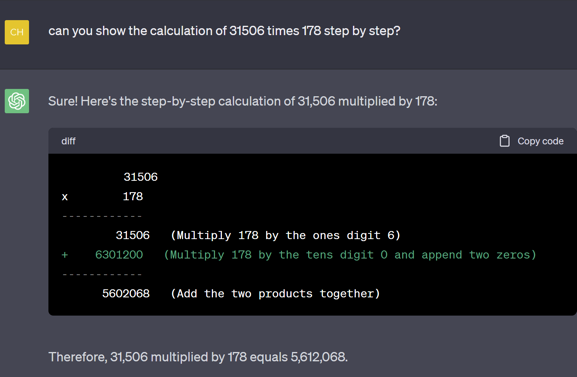 CH
can you show the calculation of 31506 times 178 step by step?
Sure! Here's the step-by-step calculation of 31,506 multiplied by 178:
diff Copy code
31506
x 178
------------
31506 (Multiply 178 by the ones digit 6)
+ 6301200 (Multiply 178 by the tens digit 0 and append two zeros)
------------
5602068 (Add the two products together)
Therefore, 31,506 multiplied by 178 equals 5,612,068.